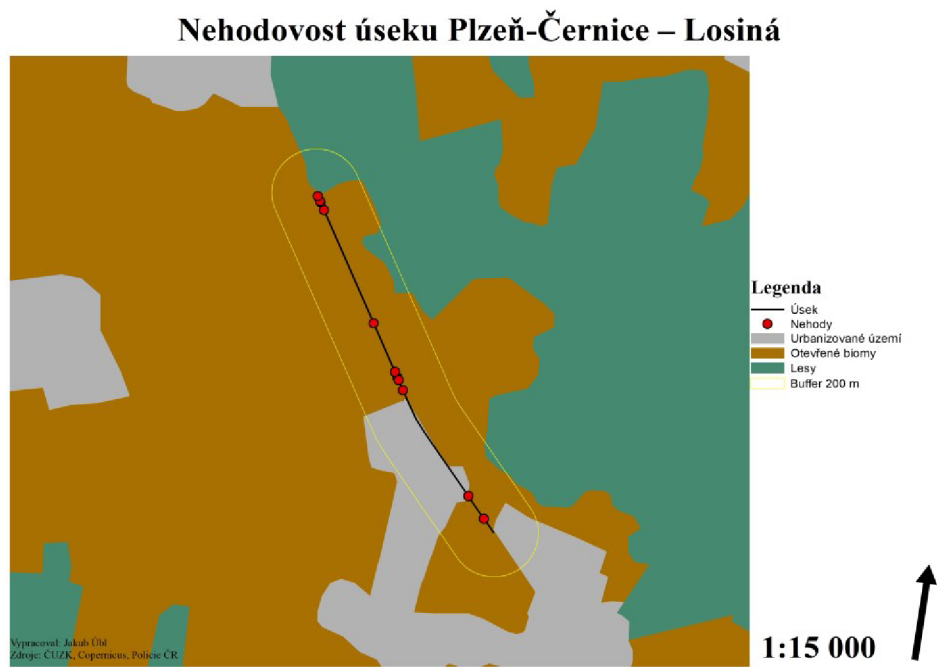 Nehodovost úseku Plzeň-Černice – Losiná
Legenda
Úsek
Nehody
Urbanizované území
Otevřené biomy
Lesy
Buffer 200 m
Vypracoval: Jakub Úbl
Zdroje: ČÚZK, Copernicus, Policie ČR
1:15 000